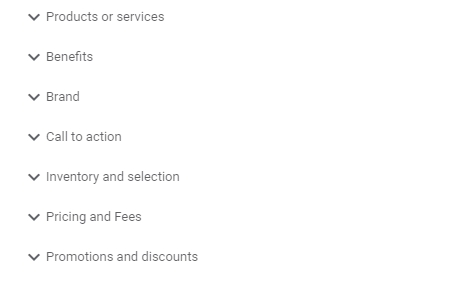 Products or services
Benefits
Brand
Call to action
Inventory and selection
Pricing and Fees
Promotions and discounts